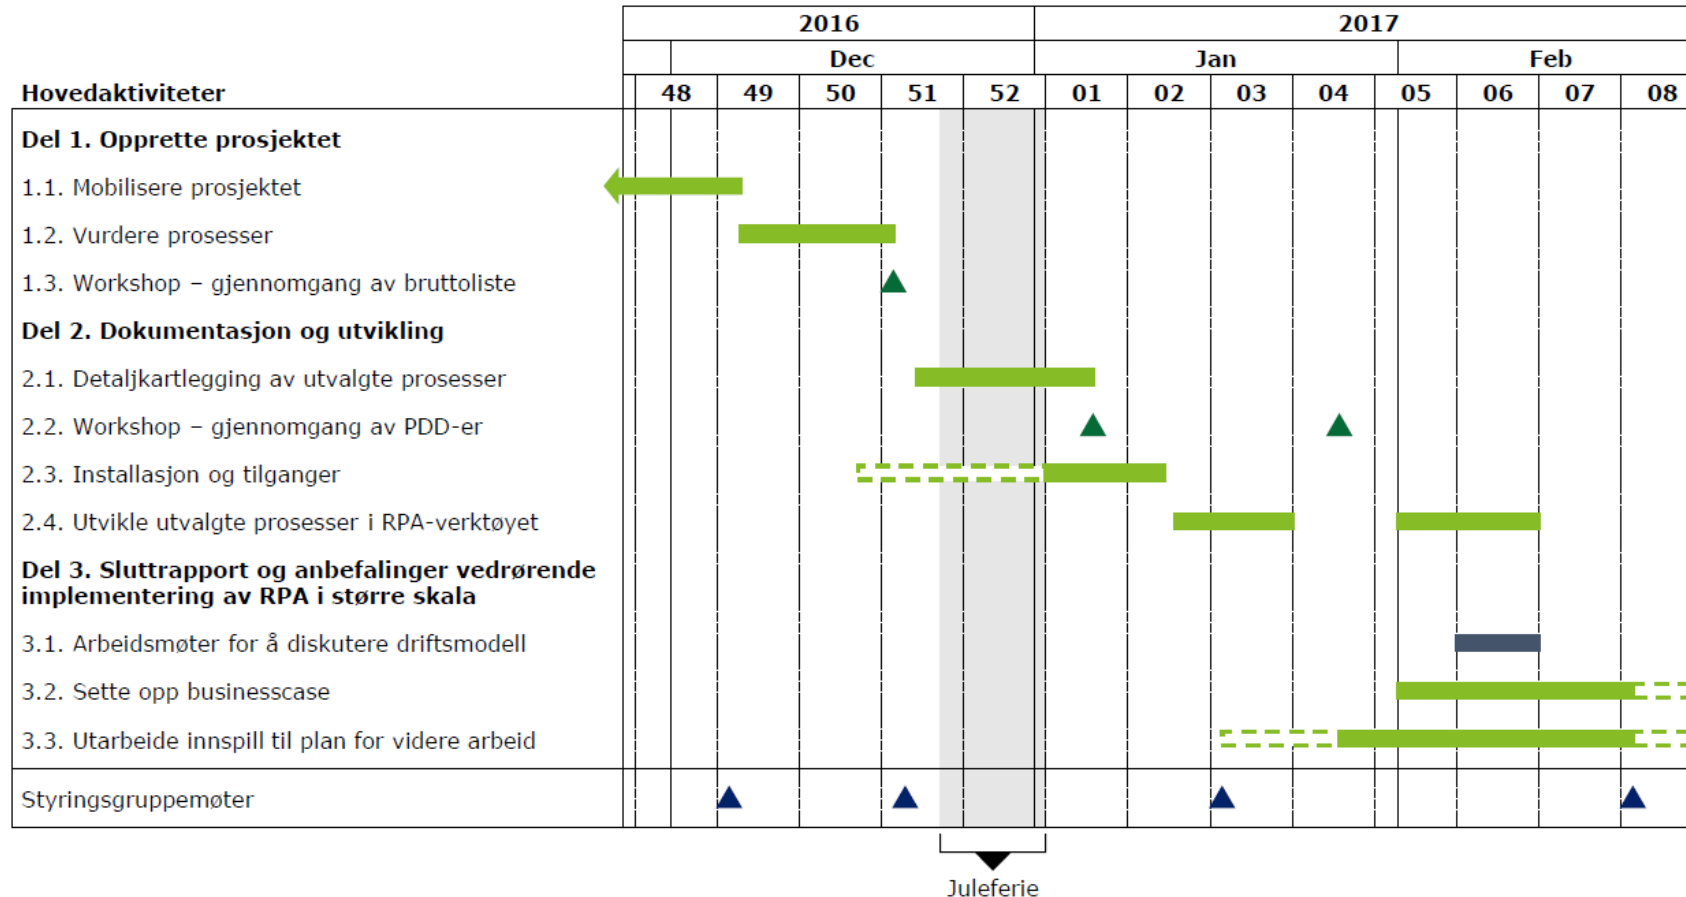 2016 2017
Dec Jan Feb
Hovedaktiviteter 48 49 50 51 52 01 02 03 04 05 06 07 08
Del 1. Opprette prosjektet
1.1. Mobilisere prosjektet
1.2. Vurdere prosesser
1.3. Workshop – gjennomgang av bruttoliste
Del 2. Dokumentasjon og utvikling
2.1. Detaljkartlegging av utvalgte prosesser
2.2. Workshop – gjennomgang av PDD-er
2.3. Installasjon og tilganger
2.4. Utvikle utvalgte prosesser i RPA-verktøyet
Del 3. Sluttrapport og anbefalinger vedrørende
implementering av RPA i større skala
3.1. Arbeidsmøter for å diskutere driftsmodell
3.2. Sette opp businesscase
3.3. Utarbeide innspill til plan for videre arbeid
Styringsgruppemøter
Juleferie